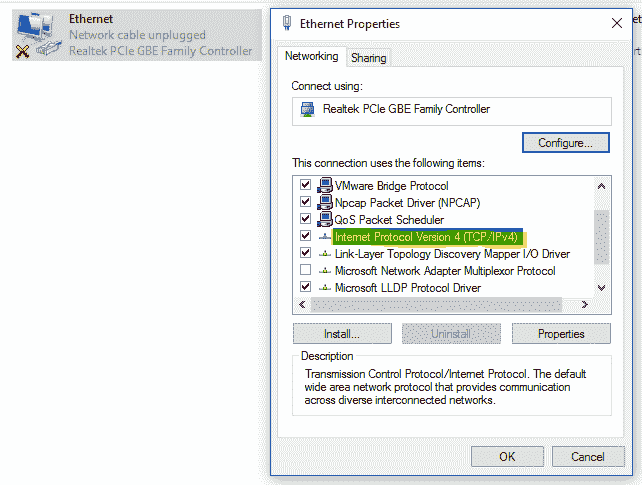 Ethernet
Network cable unplugged
Realtek PCIe GBE Family Controller
Ethernet Properties
Networking
Sharing
Connect using:
Realtek PCIe GBE Family Controller
Configure...
This connection uses the following items:
VMware Bridge Protocol
Npcap Packet Driver (NPCAP)
QoS Packet Scheduler
Internet Protocol Version 4 (TCP/IPv4)
Link-Layer Topology Discovery Mapper I/O Driver
Microsoft Network Adapter Multiplexor Protocol
Microsoft LLDP Protocol Driver
Install...
Uninstall
Properties
Description
Transmission Control Protocol/Internet Protocol. The default
wide area network protocol that provides communication
across diverse interconnected networks.
OK
Cancel